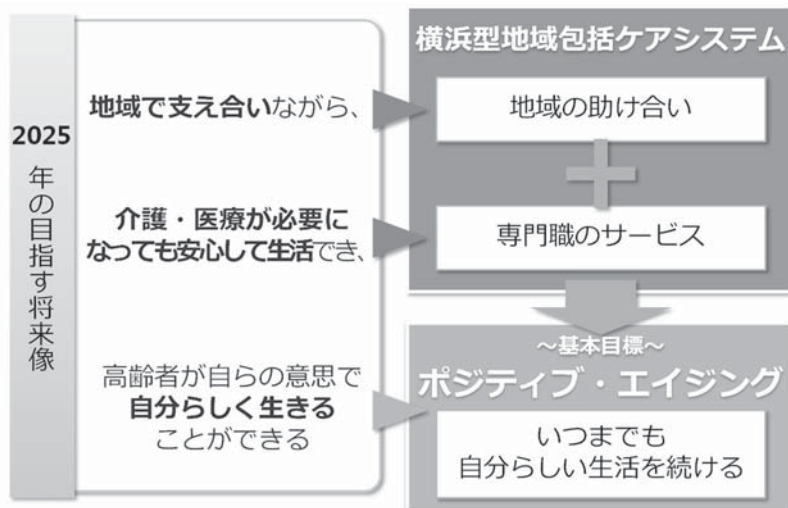 2025
年の目指す将来像
地域で支え合いながら、
介護・医療が必要に
なっても安心して生活でき、
高齢者が自らの意思で
自分らしく生きる
ことができる
横浜型地域包括ケアシステム
地域の助け合い
+
専門職のサービス
～基本目標～
ポジティブ・エイジング
いつまでも
自分らしい生活を続ける